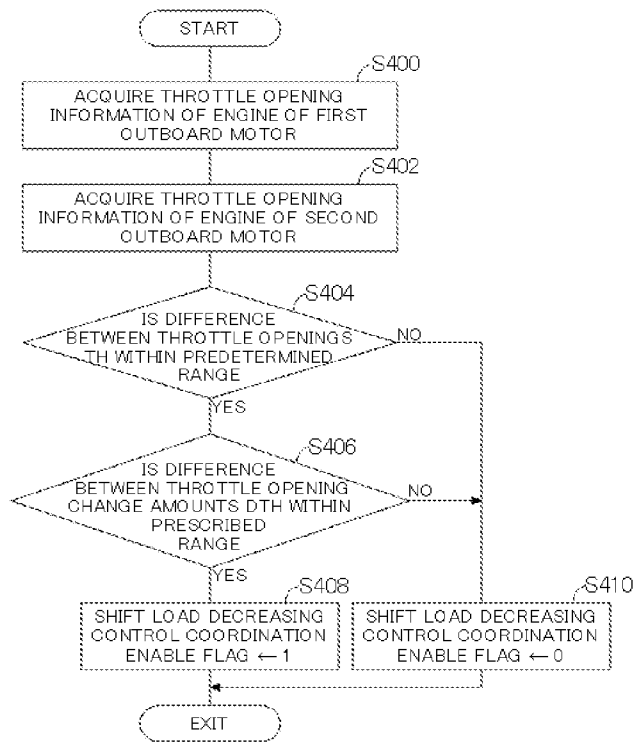 START
S400
ACQUIRE THROTTLE OPENING
INFORMATION OF ENGINE OF FIRST
OUTBOARD MOTOR
S402
ACQUIRE THROTTLE OPENING
INFORMATION OF ENGINE OF SECOND
OUTBOARD MOTOR
S404
IS DIFFERENCE
BETWEEN THROTTLE OPENINGS
TH WITHIN PREDETERMINED
RANGE
NO
YES
S406
IS DIFFERENCE
BETWEEN THROTTLE OPENING
CHANGE AMOUNTS DTH WITHIN
PRESCRIBED
RANGE
NO
YES
S408
SHIFT LOAD DECREASING
CONTROL COORDINATION
ENABLE FLAG ← 1
S410
SHIFT LOAD DECREASING
CONTROL COORDINATION
ENABLE FLAG ← 0
EXIT